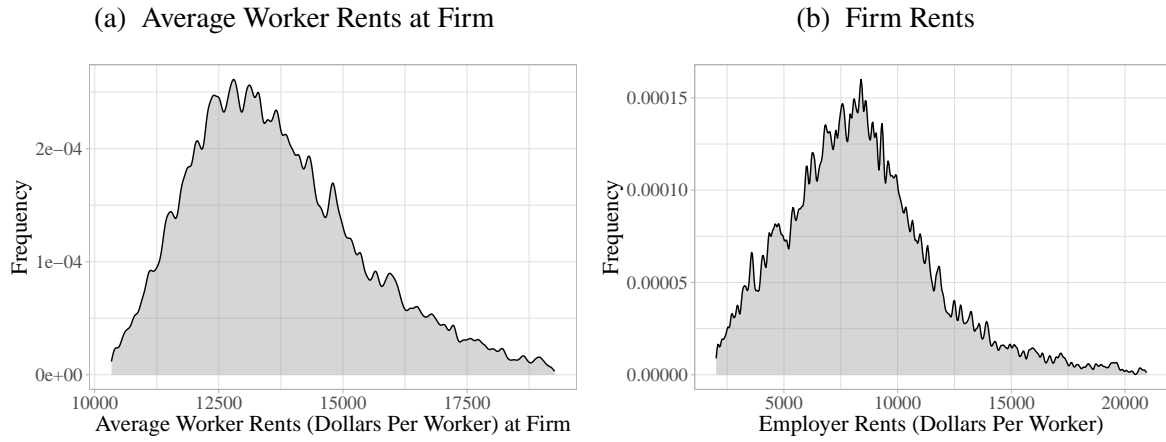 (a) Average Worker Rents at Firm
2e−04
1e−04
0e+00
Frequency
10000 12500 15000 17500
Average Worker Rents (Dollars Per Worker) at Firm
(b) Firm Rents
0.00015
0.00010
0.00005
0.00000
Frequency
5000 10000 15000 20000
Employer Rents (Dollars Per Worker)